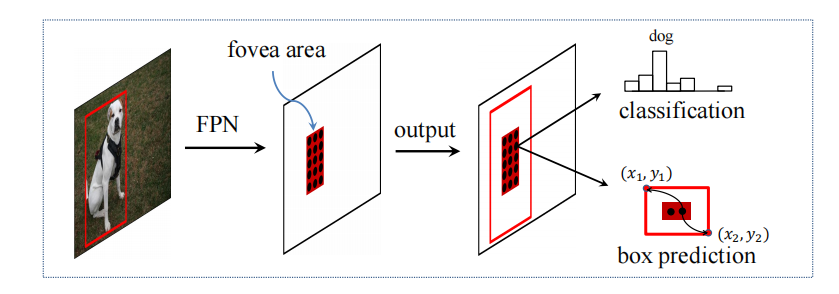 fovea area
FPN
output
dog
classification
(x₁, y₁)
(x₂, y₂)
box prediction